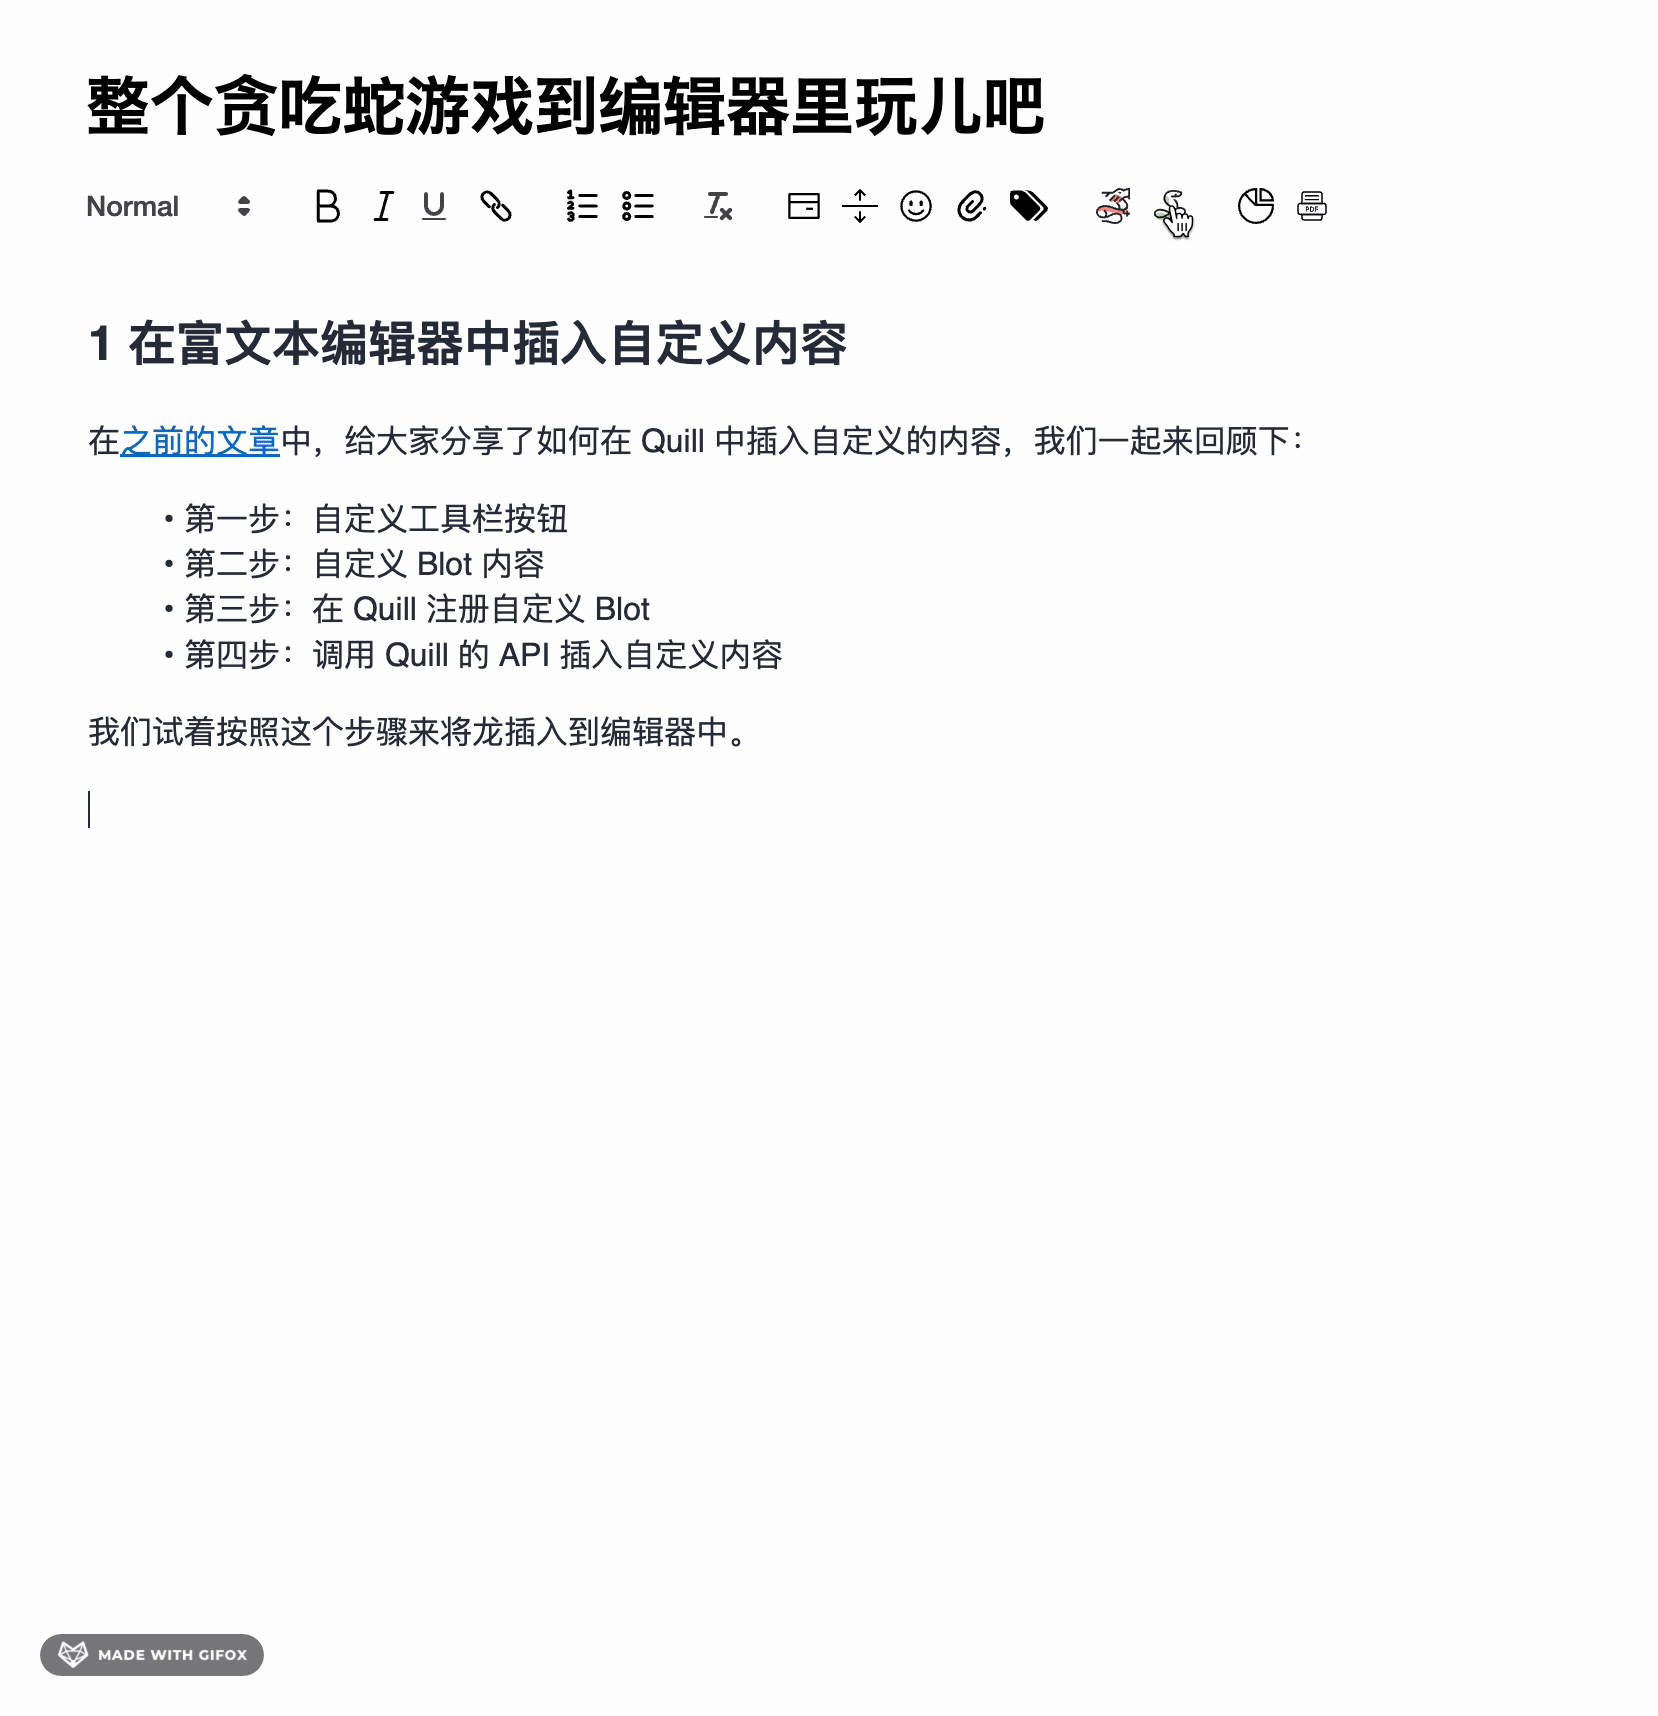 整个贪吃蛇游戏到编辑器里玩儿吧
Normal
1 在富文本编辑器中插入自定义内容
在之前的文章中，给大家分享了如何在 Quill 中插入自定义的内容，我们一起来回顾下：
• 第一步：自定义工具栏按钮
• 第二步：自定义 Blot 内容
• 第三步：在 Quill 注册自定义 Blot
• 第四步：调用 Quill 的 API 插入自定义内容
我们试着按照这个步骤来将龙插入到编辑器中。
MADE WITH GIFOX